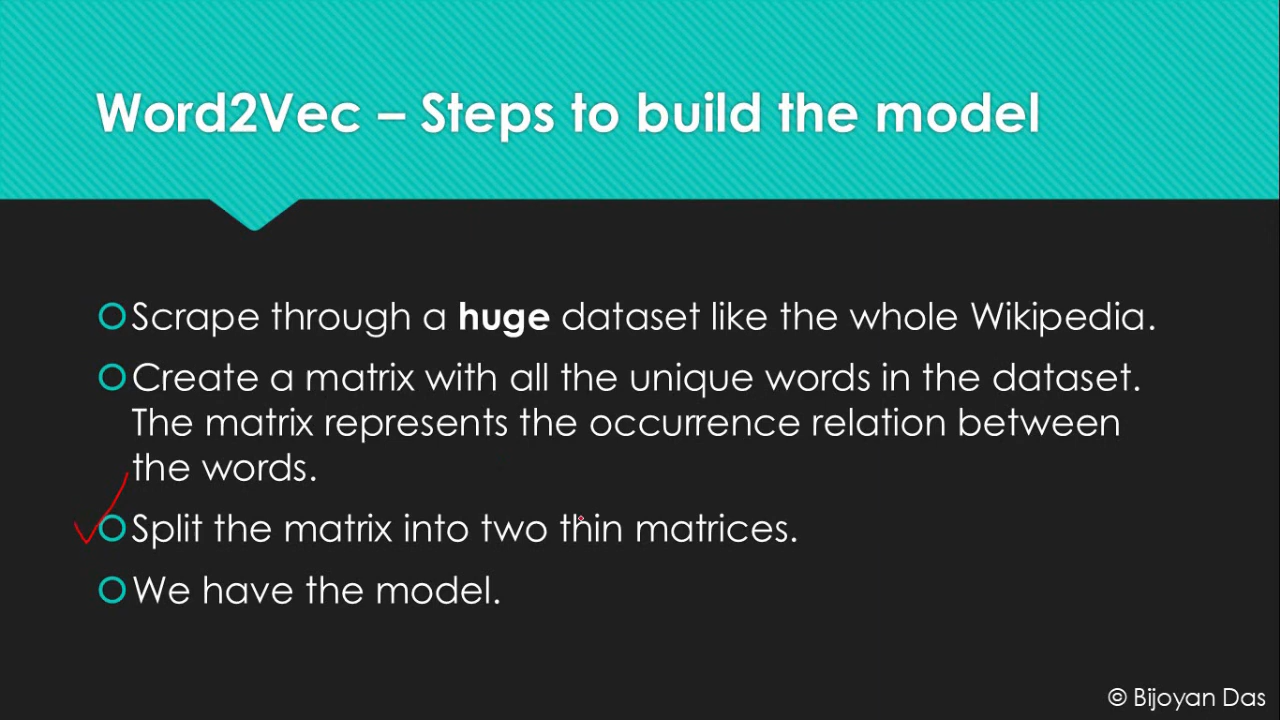 Word2Vec – Steps to build the model
Scrape through a huge dataset like the whole Wikipedia.
Create a matrix with all the unique words in the dataset.
The matrix represents the occurrence relation between
the words.
Split the matrix into two thin matrices.
We have the model.
© Bijoyan Das